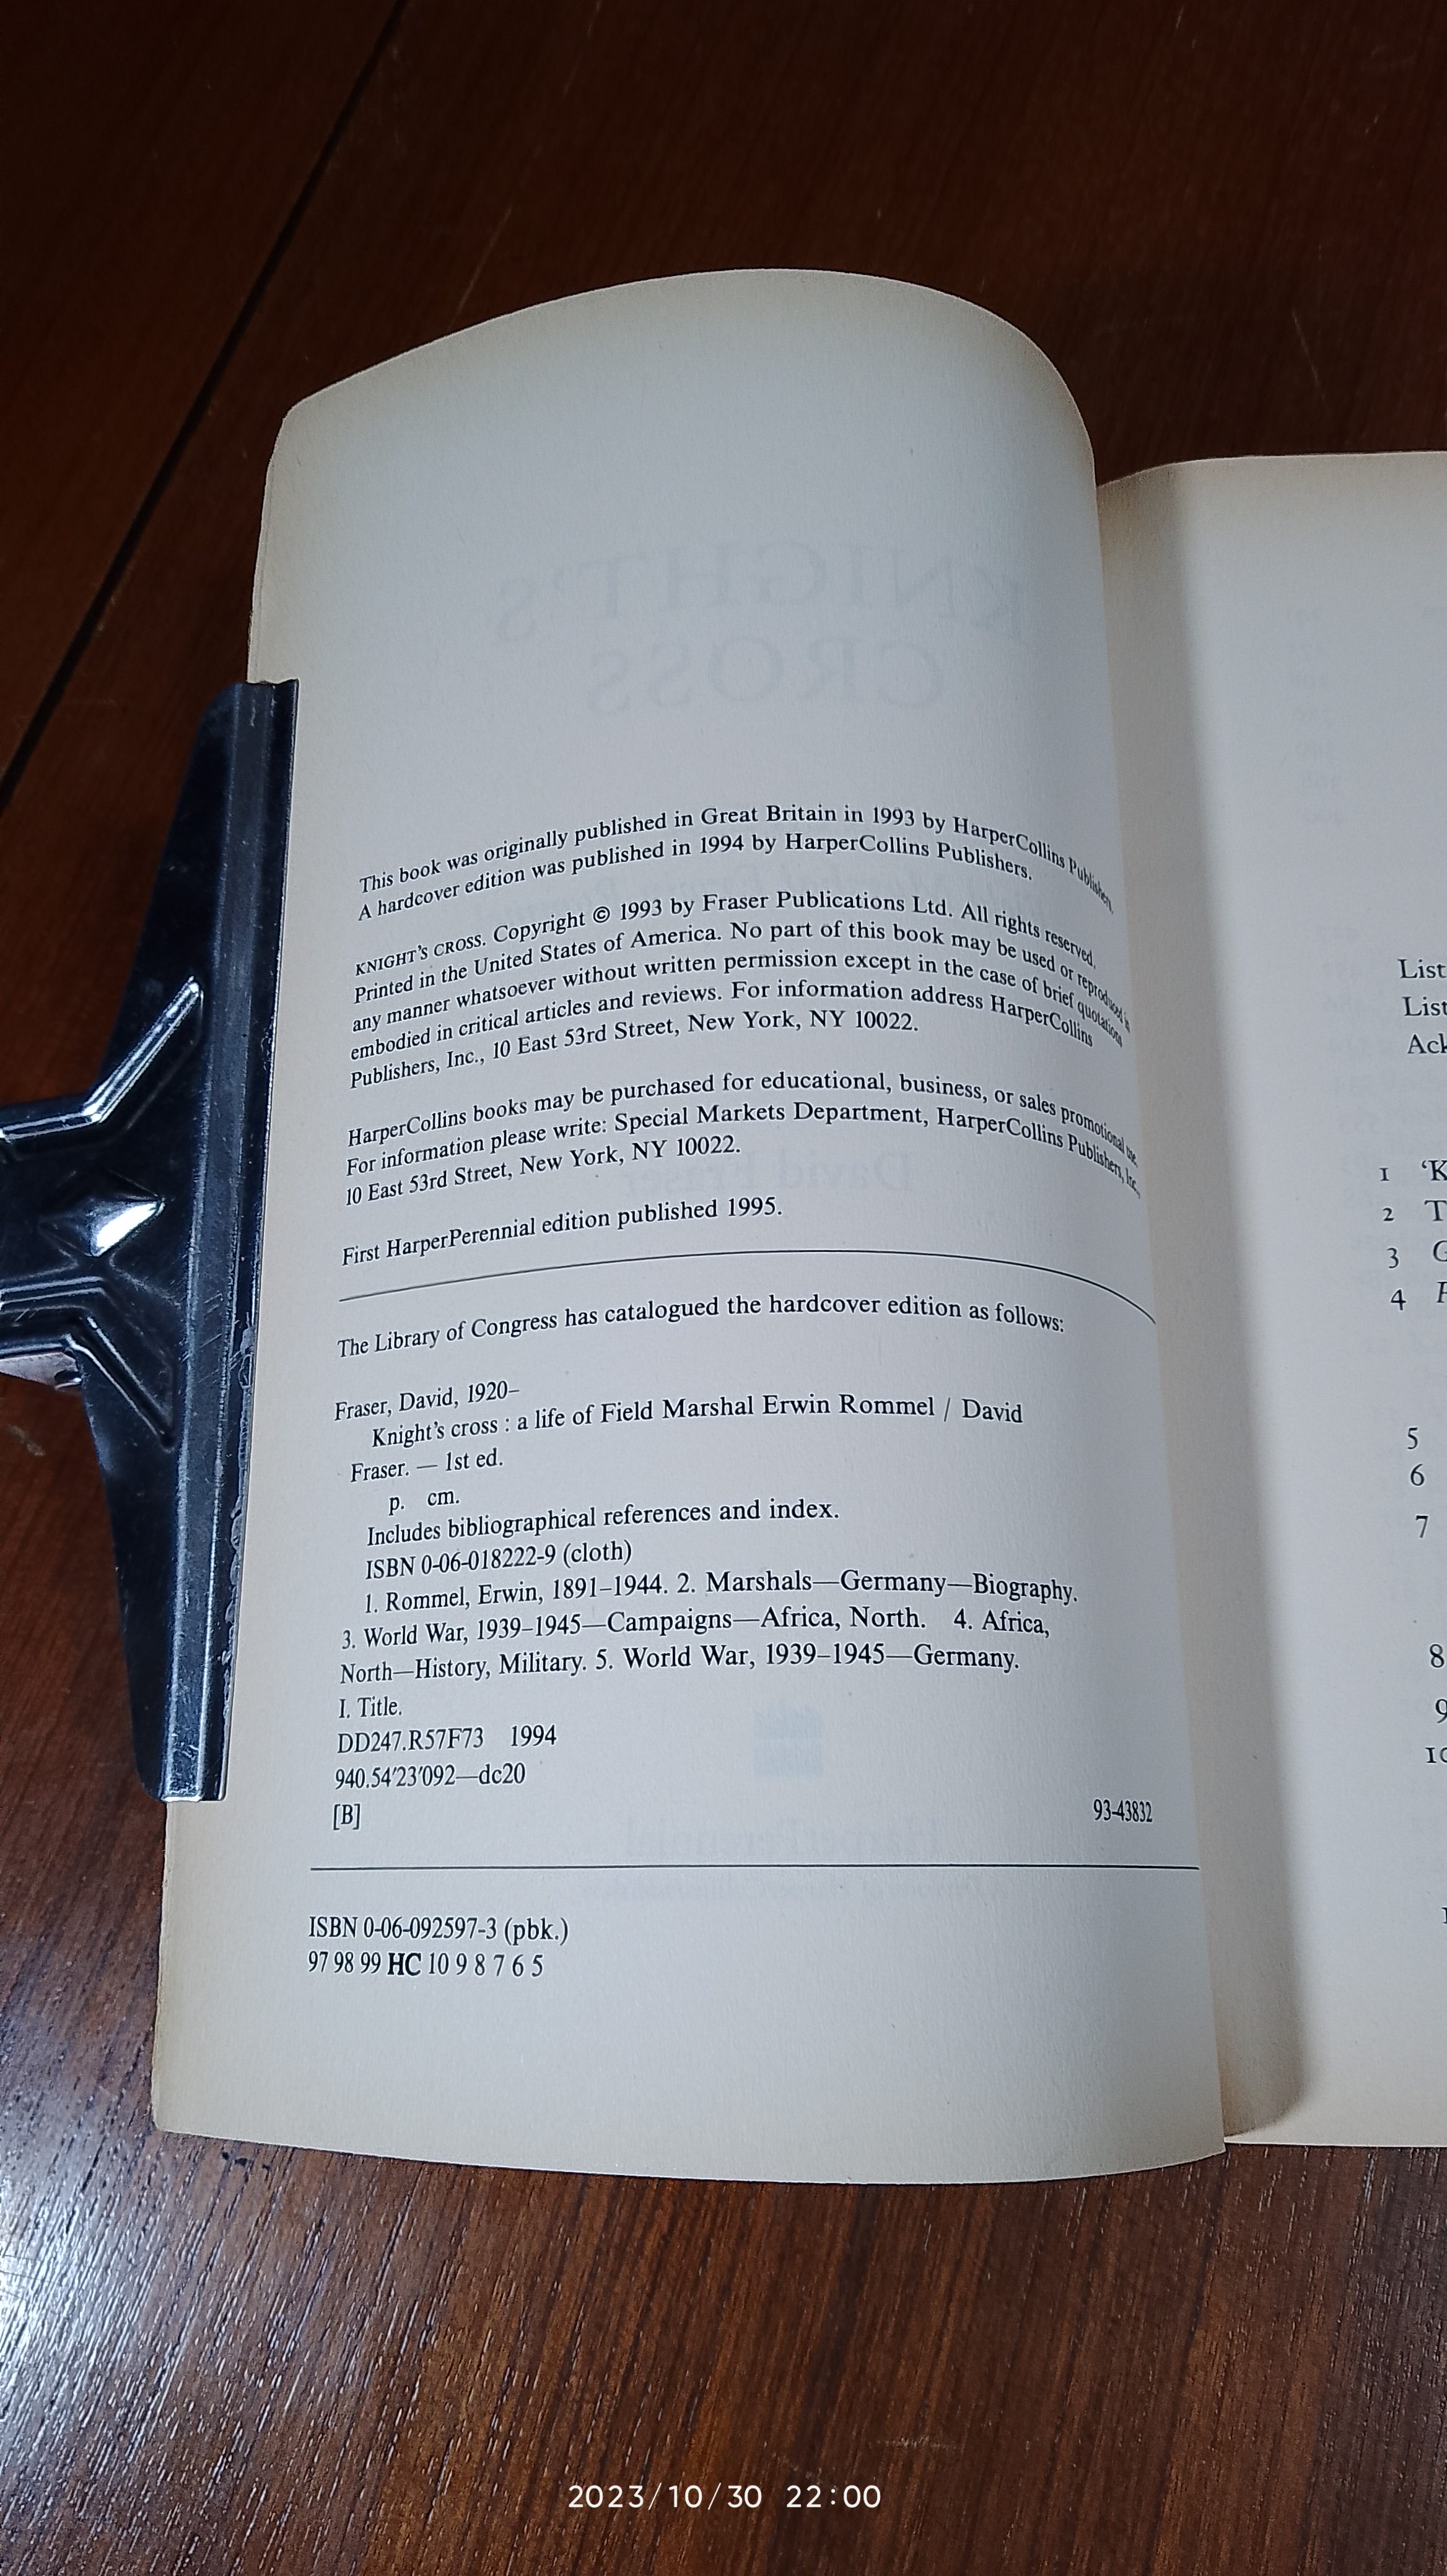 KNIGHT'S
CROSS
This book was originally published in Great Britain in 1993 by HarperCollins Publishers.
A hardcover edition was published in 1994 by HarperCollins Publishers.
KNIGHT'S CROSS. Copyright © 1993 by Fraser Publications Ltd. All rights reserved.
Printed in the United States of America. No part of this book may be used or reproduced in
any manner whatsoever without written permission except in the case of brief quotations
embodied in critical articles and reviews. For information address HarperCollins
Publishers, Inc., 10 East 53rd Street, New York, NY 10022.
HarperCollins books may be purchased for educational, business, or sales promotional use.
For information please write: Special Markets Department, HarperCollins Publishers, Inc.,
10 East 53rd Street, New York, NY 10022.
David Fraser
First HarperPerennial edition published 1995.
The Library of Congress has catalogued the hardcover edition as follows:
Fraser, David, 1920–
Knight's cross : a life of Field Marshal Erwin Rommel / David
Fraser. — 1st ed.
p. cm.
Includes bibliographical references and index.
ISBN 0-06-018222-9 (cloth)
1. Rommel, Erwin, 1891–1944. 2. Marshals—Germany—Biography.
3. World War, 1939–1945—Campaigns—Africa, North. 4. Africa,
North—History, Military. 5. World War, 1939–1945—Germany.
I. Title.
DD247.R57F73 1994
940.54'23'092—dc20
[B] 93-43832
HarperPerennial
ISBN 0-06-092597-3 (pbk.)
97 98 99 HC 10 9 8 7 6 5
List
List
Ack
1 'K
2 T
3 G
4
5
6
7
8
9
10
2023/10/30 22:00